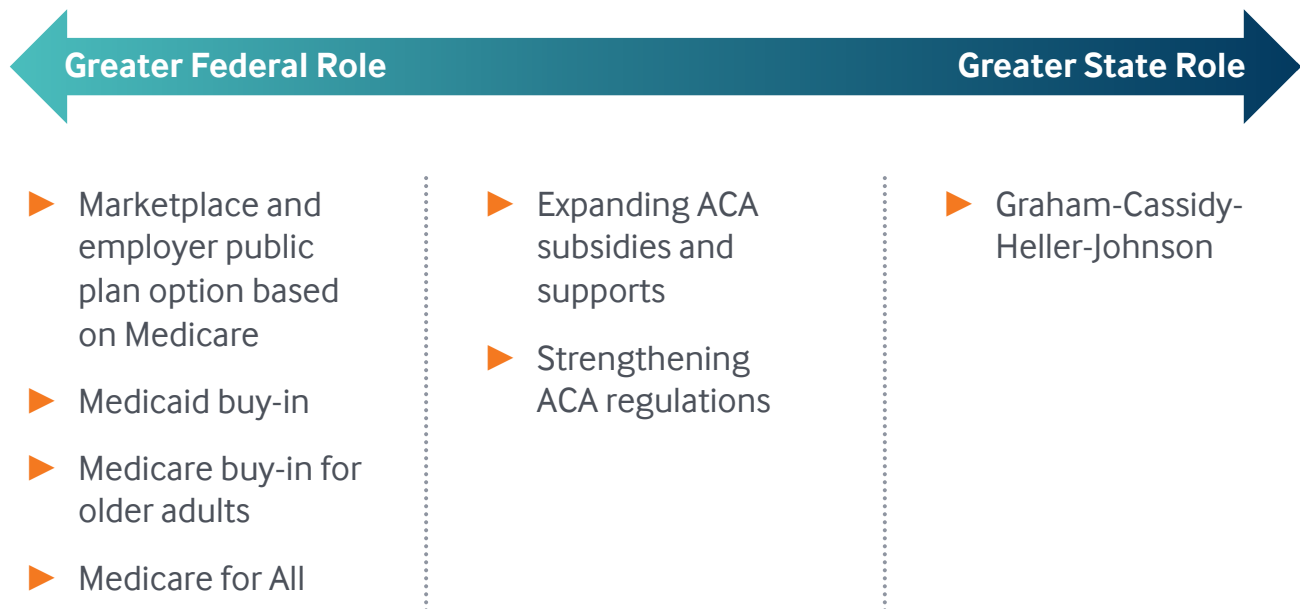 Greater Federal Role
Greater State Role
Marketplace and
employer public
plan option based
on Medicare
Medicaid buy-in
Medicare buy-in for
older adults
Medicare for All
Expanding ACA
subsidies and
supports
Strengthening
ACA regulations
Graham-Cassidy-
Heller-Johnson